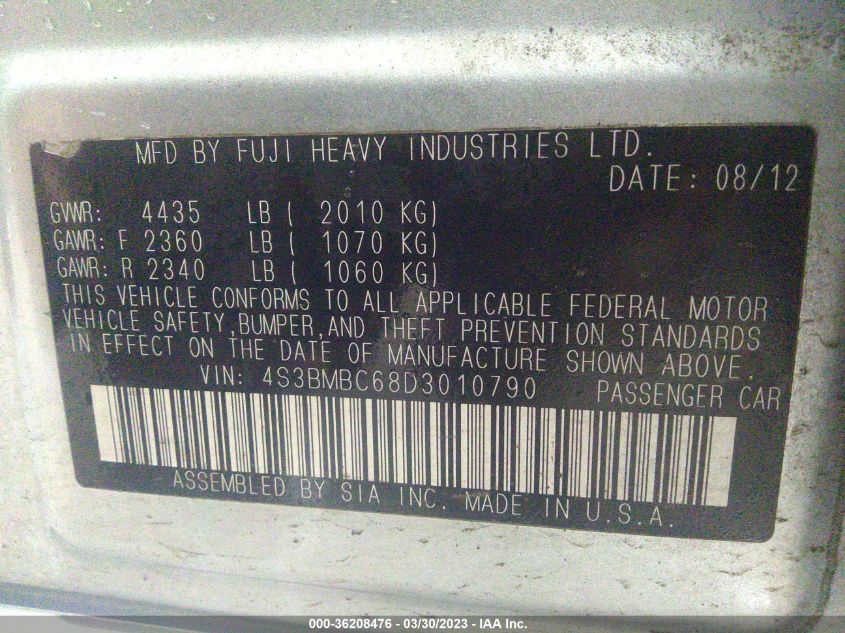 MFD BY FUJI HEAVY INDUSTRIES LTD.
DATE: 08/12
GVWR: 4435 LB ( 2010 KG)
GAWR: F 2360 LB ( 1070 KG)
GAWR: R 2340 LB ( 1060 KG)
THIS VEHICLE CONFORMS TO ALL APPLICABLE FEDERAL MOTOR
VEHICLE SAFETY, BUMPER, AND THEFT PREVENTION STANDARDS
IN EFFECT ON THE DATE OF MANUFACTURE SHOWN ABOVE.
VIN: 4S3BMBC68D3010790 PASSENGER CAR
ASSEMBLED BY SIA INC. MADE IN U.S.A.
000-36208476 - 03/30/2023 - IAA Inc.